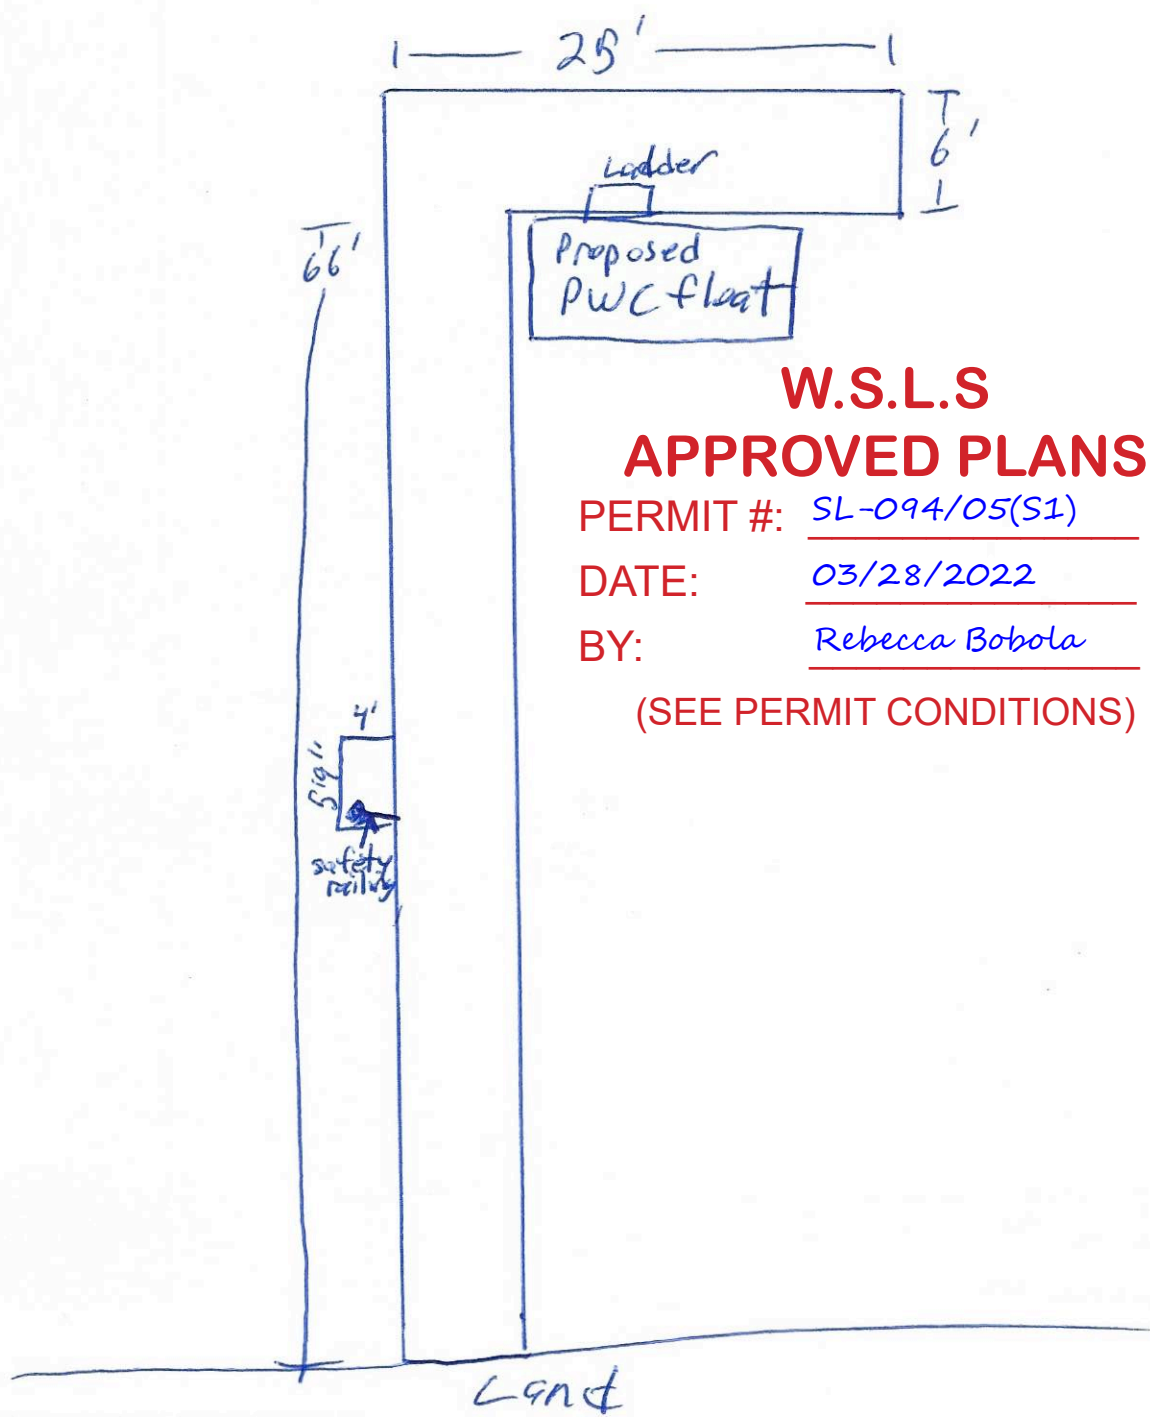 25'
6'
Ladder
66'
Proposed
PWC float
W.S.L.S
APPROVED PLANS
PERMIT #: SL-094/05(S1)
DATE: 03/28/2022
BY: Rebecca Bobola
(SEE PERMIT CONDITIONS)
4'
safety
railing
Land